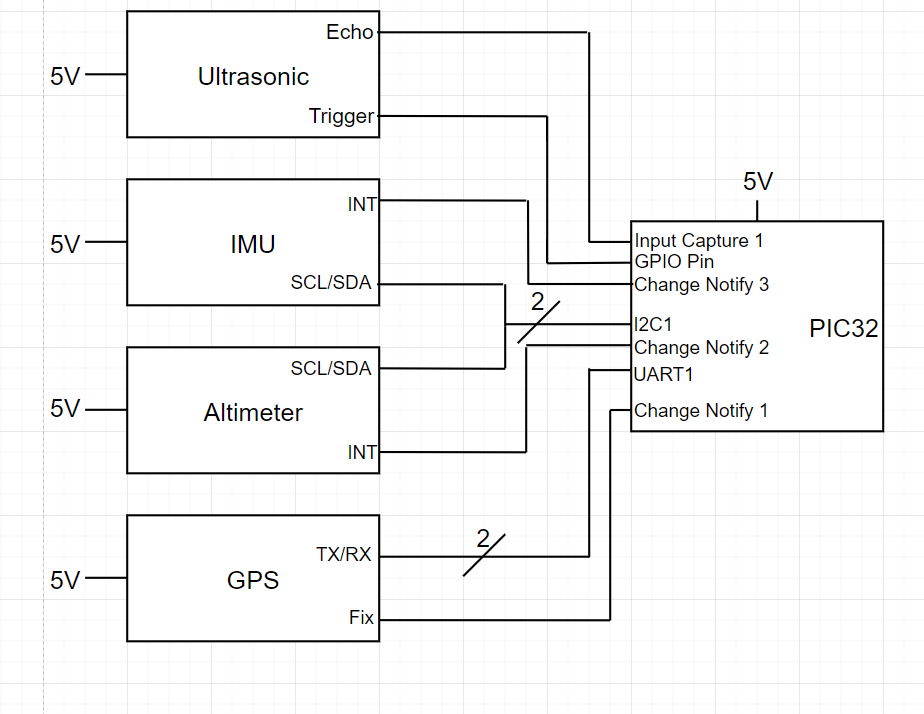 Echo
5V
Ultrasonic
Trigger
INT
5V
IMU
SCL/SDA
2
SCL/SDA
5V
Altimeter
INT
2
TX/RX
5V
GPS
Fix
5V
Input Capture 1
GPIO Pin
Change Notify 3
I2C1
PIC32
Change Notify 2
UART1
Change Notify 1